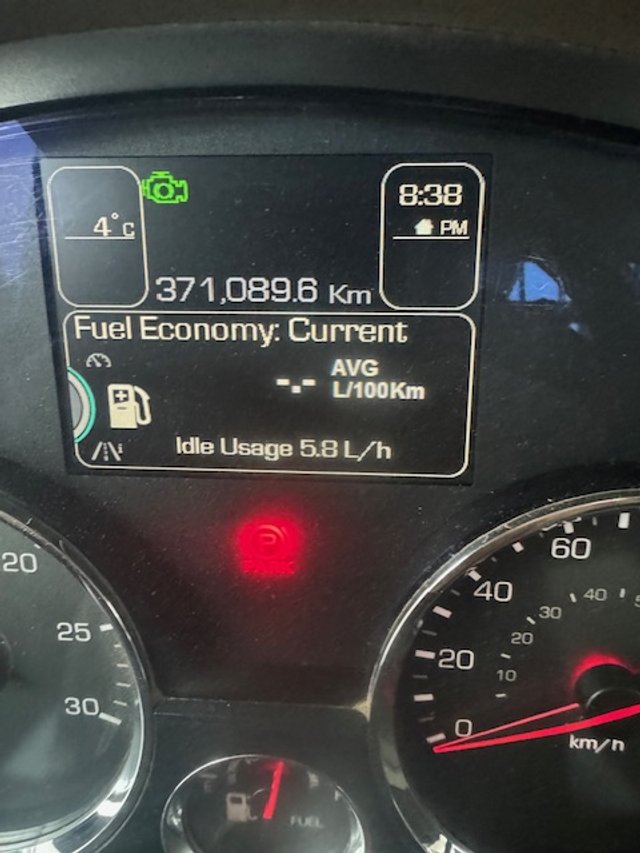 8:38
4°C
PM
371,089.6 Km
Fuel Economy: Current
-.- AVG
L/100Km
Idle Usage 5.8 L/h
P
20
25
30
60
40
20
0
40
30
20
10
km/h
FUEL